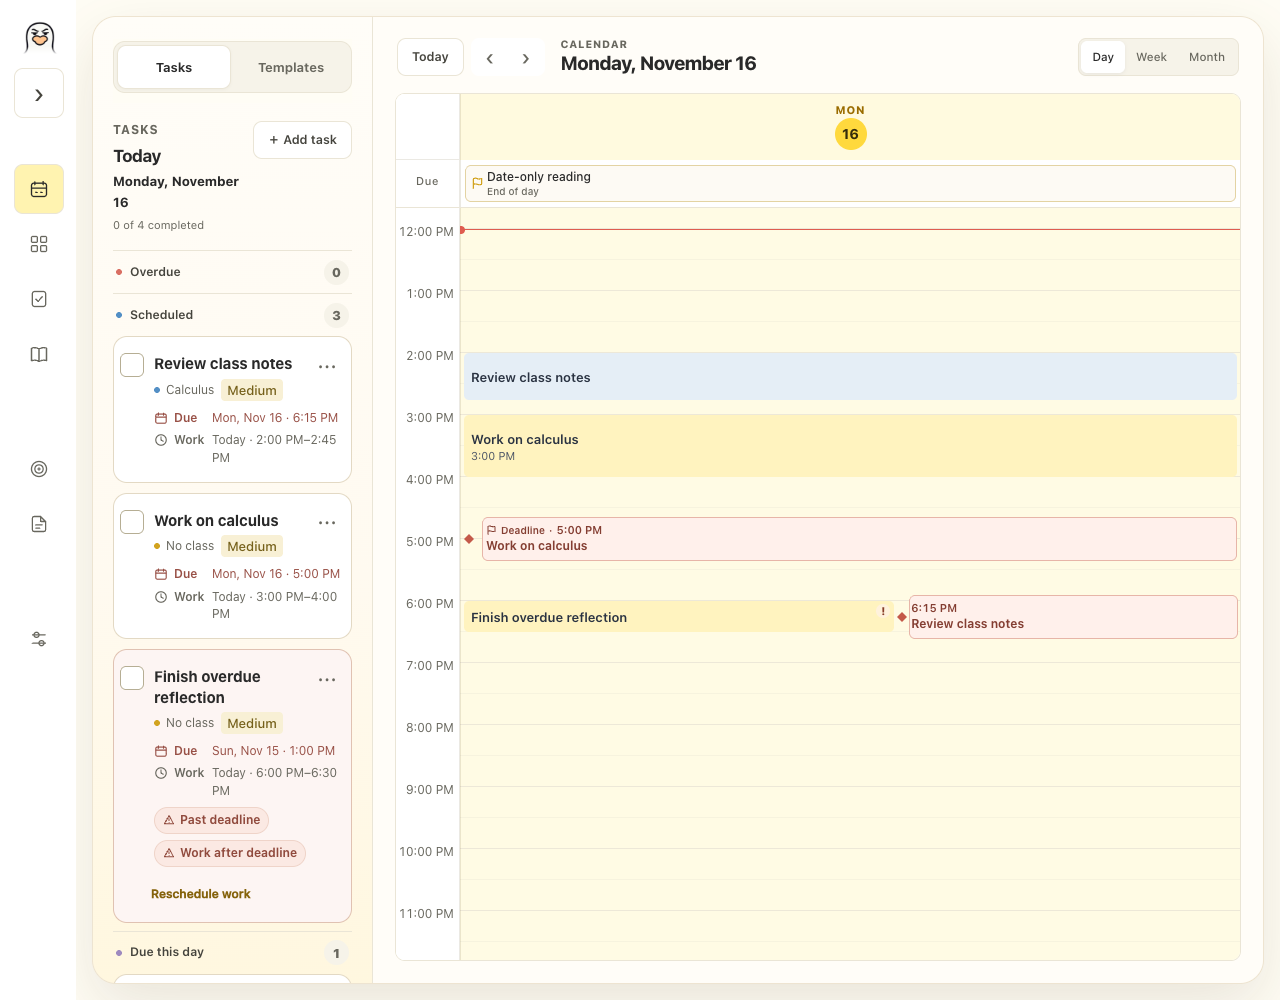 Tasks
Templates
TASKS
+ Add task
Today
Monday, November
16
0 of 4 completed
Overdue
0
Scheduled
3
Review class notes
...
Calculus
Medium
Due
Mon, Nov 16 · 6:15 PM
Work
Today · 2:00 PM–2:45
PM
Work on calculus
...
No class
Medium
Due
Mon, Nov 16 · 5:00 PM
Work
Today · 3:00 PM–4:00
PM
Finish overdue
reflection
...
No class
Medium
Due
Sun, Nov 15 · 1:00 PM
Work
Today · 6:00 PM–6:30
PM
Past deadline
Work after deadline
Reschedule work
Due this day
1
Today
CALENDAR
Monday, November 16
Day
Week
Month
MON
16
Due
Date-only reading
End of day
12:00 PM
1:00 PM
2:00 PM
Review class notes
3:00 PM
Work on calculus
3:00 PM
4:00 PM
Deadline · 5:00 PM
5:00 PM
Work on calculus
6:00 PM
Finish overdue reflection
!
6:15 PM
Review class notes
7:00 PM
8:00 PM
9:00 PM
10:00 PM
11:00 PM